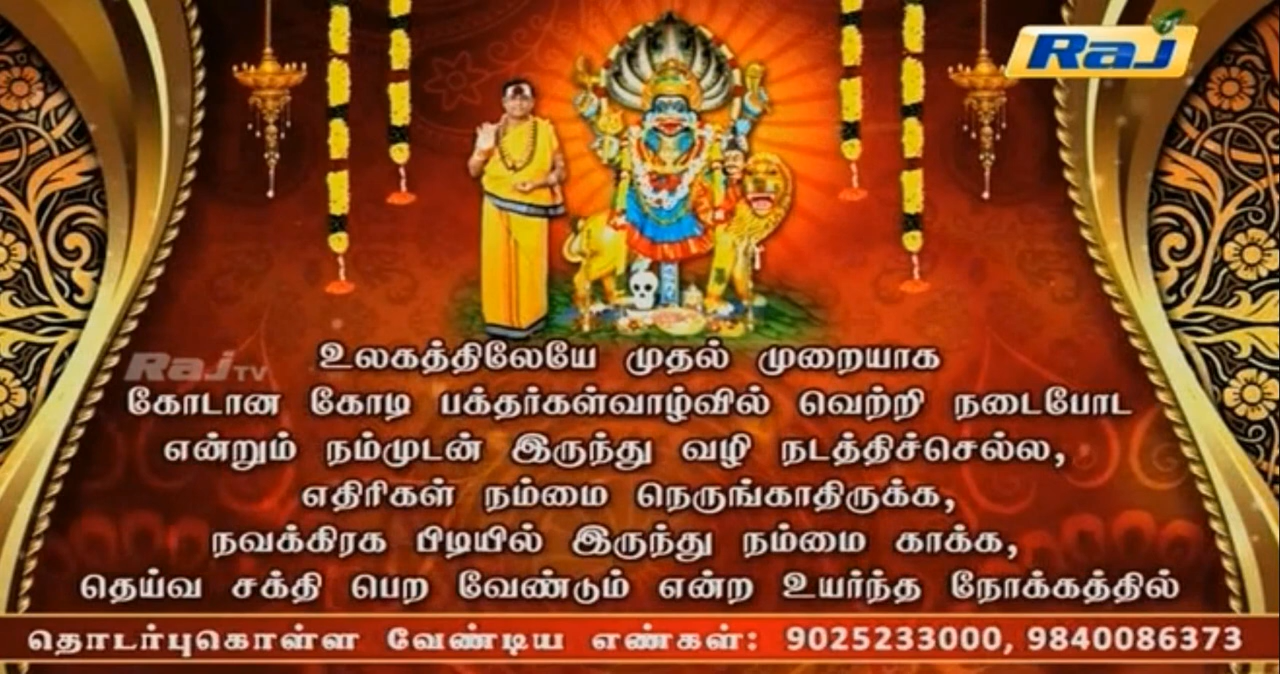 Raj
Raj TV
உலகத்திலேயே முதல் முறையாக
கோடான கோடி பக்தர்கள்வாழ்வில் வெற்றி நடைபோட
என்றும் நம்முடன் இருந்து வழி நடத்திச்செல்ல,
எதிரிகள் நம்மை நெருங்காதிருக்க,
நவக்கிரக பிடியில் இருந்து நம்மை காக்க,
தெய்வ சக்தி பெற வேண்டும் என்ற உயர்ந்த நோக்கத்தில்
தொடர்புகொள்ள வேண்டிய எண்கள்: 9025233000, 9840086373